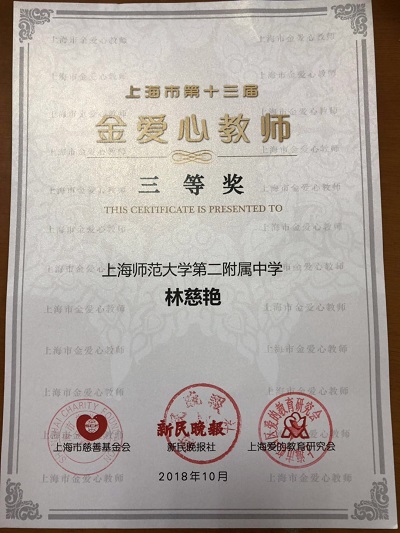 上海市第十三届
金爱心教师
三等奖
THIS CERTIFICATE IS PRESENTED TO
上海师范大学第二附属中学
林慈艳
新民晚报
上海市慈善基金会
新民晚报社
上海爱的教育研究会
2018年10月